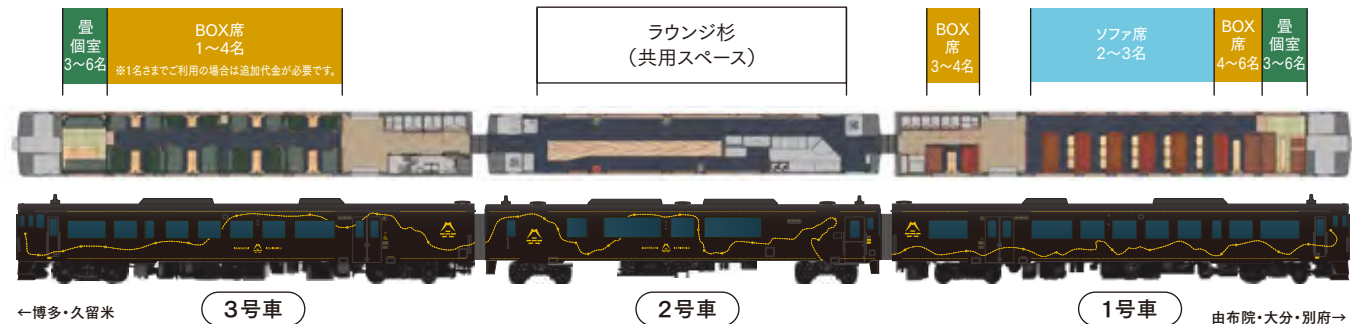 畳
個室
3〜6名
BOX席
1〜4名
※1名さまでご利用の場合は追加代金が必要です。
ラウンジ杉
（共用スペース）
BOX
席
3〜4名
ソファ席
2〜3名
BOX
席
4〜6名
畳
個室
3〜6名
←博多・久留米
3号車
2号車
1号車
由布院・大分・別府→